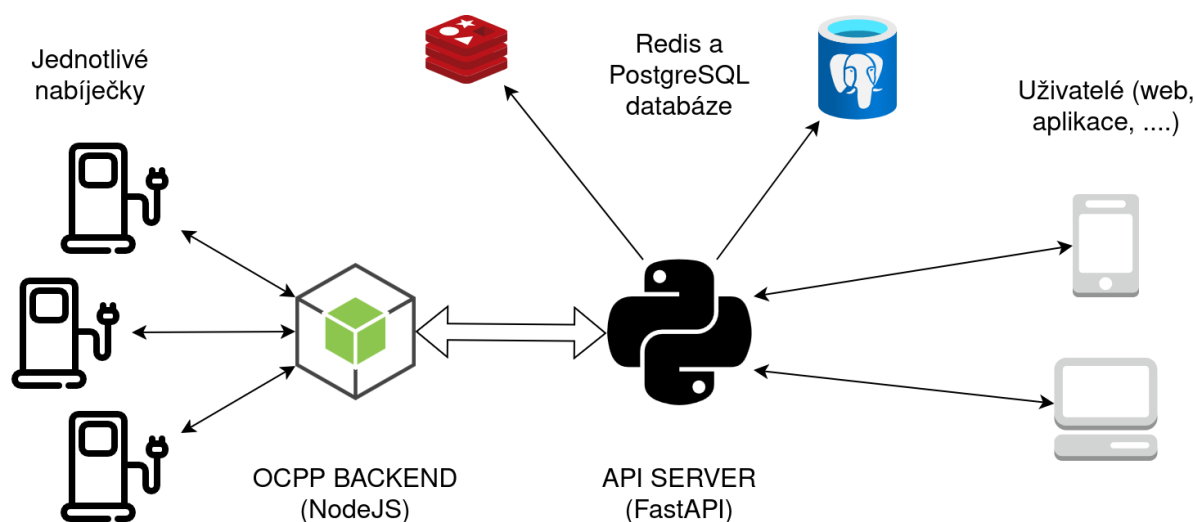 Jednotlivé
nabíječky
Redis a
PostgreSQL
databáze
Uživatelé (web,
aplikace, ....)
OCPP BACKEND
(NodeJS)
API SERVER
(FastAPI)